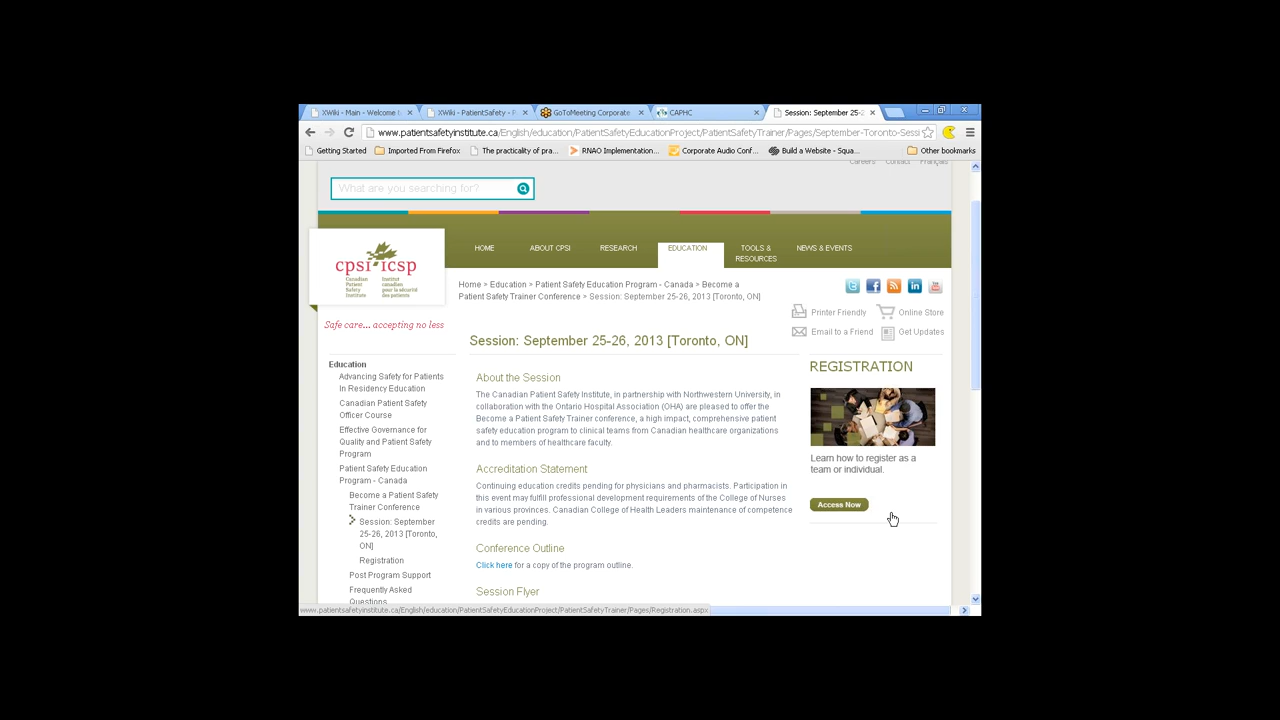 XWiki - Main - Welcome t
XWiki - PatientSafety - F
GoToMeeting Corporate
CAPHC
Session: September 25-2
www.patientsafetyinstitute.ca/English/education/PatientSafetyEducationProject/PatientSafetyTrainer/Pages/September-Toronto-Sessi
Getting Started
Imported From Firefox
The practicality of pra...
RNAO Implementation...
Corporate Audio Conf...
Build a Website - Squa...
Other bookmarks
Careers Contact Français
What are you searching for?
HOME
ABOUT CPSI
RESEARCH
EDUCATION
TOOLS &
RESOURCES
NEWS & EVENTS
cpsi icsp
Canadian
Patient
Safety
Institute
Institut
canadien
pour la sécurité
des patients
Safe care... accepting no less
Home > Education > Patient Safety Education Program - Canada > Become a
Patient Safety Trainer Conference > Session: September 25-26, 2013 [Toronto, ON]
Printer Friendly
Online Store
Email to a Friend
Get Updates
Education
Advancing Safety for Patients
In Residency Education
Canadian Patient Safety
Officer Course
Effective Governance for
Quality and Patient Safety
Program
Patient Safety Education
Program - Canada
Become a Patient Safety
Trainer Conference
Session: September
25-26, 2013 [Toronto,
ON]
Registration
Post Program Support
Frequently Asked
Questions
Session: September 25-26, 2013 [Toronto, ON]
About the Session
The Canadian Patient Safety Institute, in partnership with Northwestern University, in
collaboration with the Ontario Hospital Association (OHA) are pleased to offer the
Become a Patient Safety Trainer conference, a high impact, comprehensive patient
safety education program to clinical teams from Canadian healthcare organizations
and to members of healthcare faculty.
Accreditation Statement
Continuing education credits pending for physicians and pharmacists. Participation in
this event may fulfill professional development requirements of the College of Nurses
in various provinces. Canadian College of Health Leaders maintenance of competence
credits are pending.
Conference Outline
Click here for a copy of the program outline.
Session Flyer
REGISTRATION
Learn how to register as a
team or individual.
Access Now
www.patientsafetyinstitute.ca/English/education/PatientSafetyEducationProject/PatientSafetyTrainer/Pages/Registration.aspx